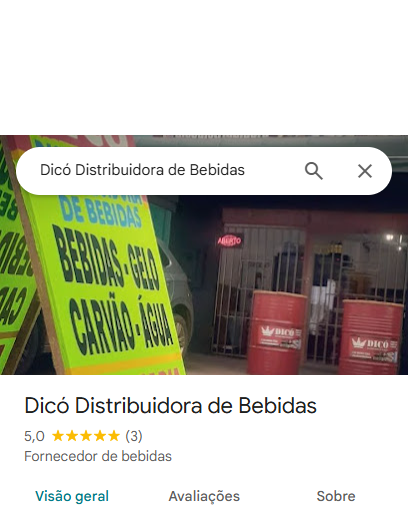 Dicó Distribuidora de Bebidas
DE BEBIDAS
BEBIDAS - GELO
CARVÃO - ÁGUA
ABERTO
DICÓ
DICÓ
Dicó Distribuidora de Bebidas
5,0 (3)
Fornecedor de bebidas
Visão geral Avaliações Sobre